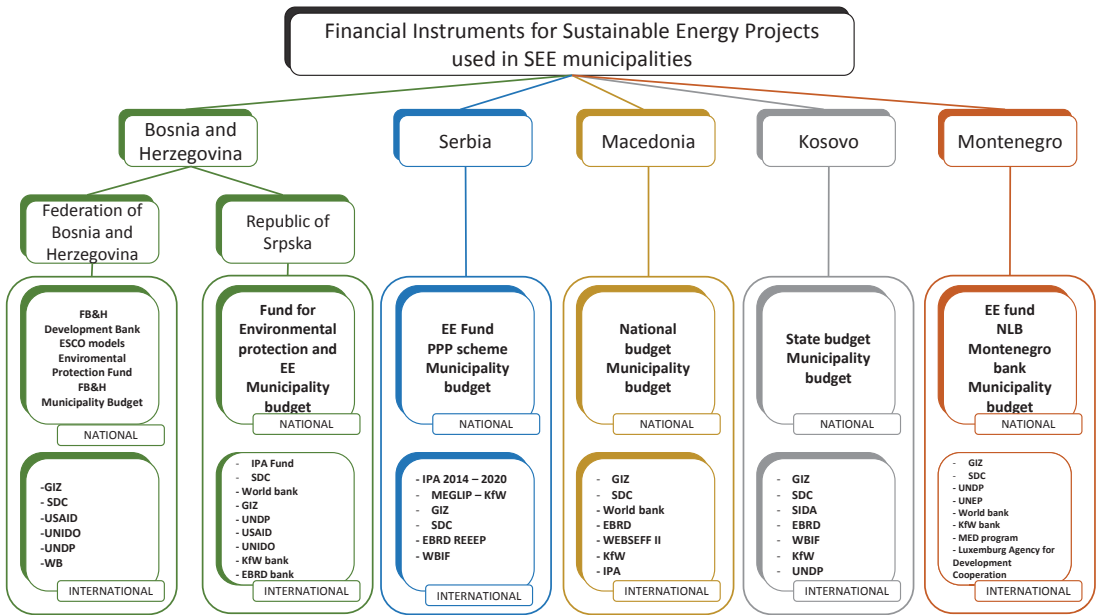 Financial Instruments for Sustainable Energy Projects
used in SEE municipalities
Bosnia and
Herzegovina
Serbia
Macedonia
Kosovo
Montenegro
Federation of
Bosnia and
Herzegovina
Republic of
Srpska
FB&H
Development Bank
ESCO models
Enviromental
Protection Fund
FB&H
Municipality Budget
NATIONAL
Fund for
Environmental
protection and
EE
Municipality
budget
NATIONAL
EE Fund
PPP scheme
Municipality
budget
NATIONAL
National
budget
Municipality
budget
NATIONAL
State budget
Municipality
budget
NATIONAL
EE fund
NLB
Montenegro
bank
Municipality
budget
NATIONAL
-GIZ
- SDC
-USAID
-UNIDO
-UNDP
-WB
INTERNATIONAL
- IPA Fund
- SDC
- World bank
- GIZ
- UNDP
- USAID
- UNIDO
- KfW bank
- EBRD bank
INTERNATIONAL
- IPA 2014 – 2020
- MEGLIP – KfW
- GIZ
- SDC
- EBRD REEEP
- WBIF
INTERNATIONAL
- GIZ
- SDC
- World bank
- EBRD
- WEBSEFF II
- KfW
- IPA
INTERNATIONAL
- GIZ
- SDC
- SIDA
- EBRD
- WBIF
- KfW
- UNDP
INTERNATIONAL
- GIZ
- SDC
- UNDP
- UNEP
- World bank
- KfW bank
- MED program
- Luxemburg Agency for
Development
Cooperation
INTERNATIONAL